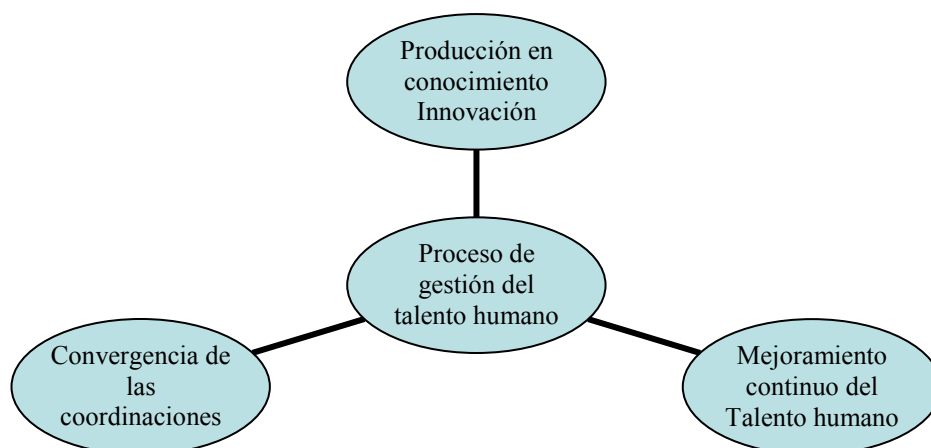 Producción en
conocimiento
Innovación
Proceso de
gestión del
talento humano
Convergencia de
las
coordinaciones
Mejoramiento
continuo del
Talento humano